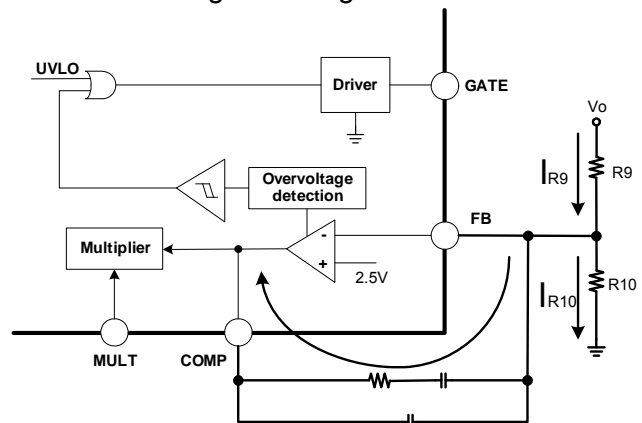 UVLO
Driver
GATE
Vo
IR9
R9
Overvoltage
detection
FB
-
Multiplier
+
2.5V
IR10
R10
MULT
COMP